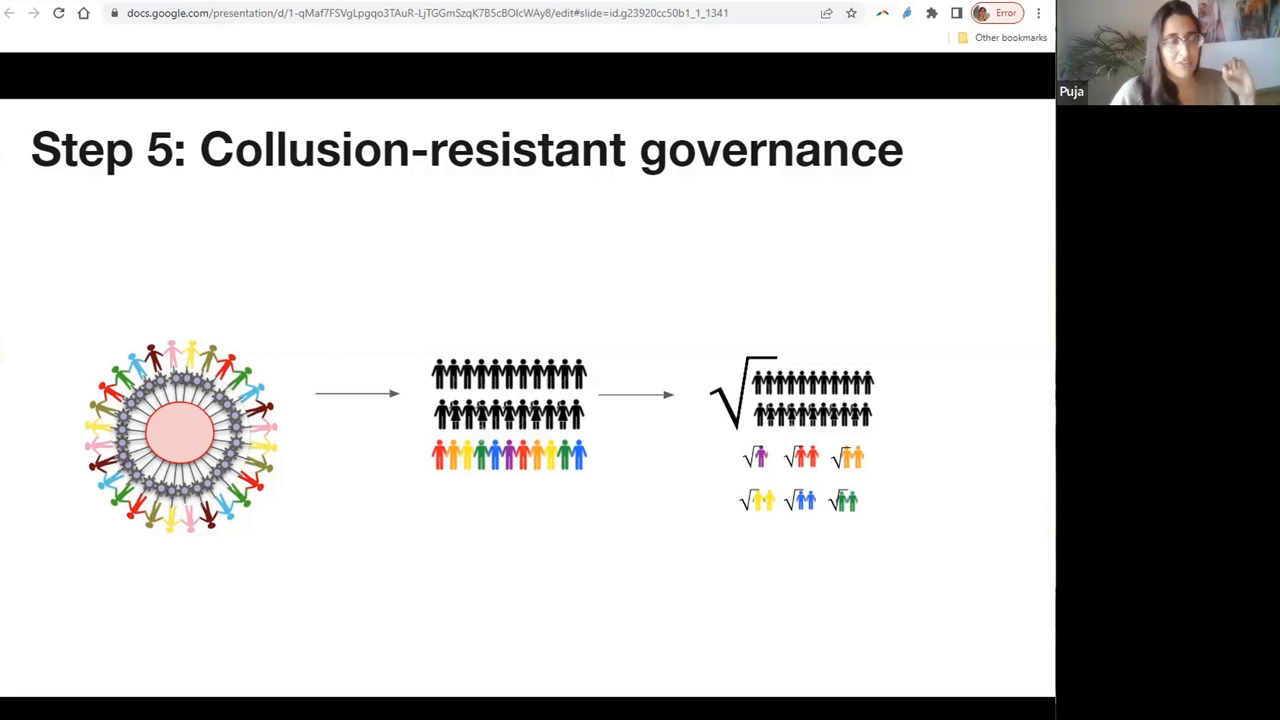 docs.google.com/presentation/d/1-qMaf7FSVgLpgqo3TAuR-LjTGGmSzqK7B5cBOIcWAy8/edit#slide=id.g23920cc50b1_1_1341
Error
Other bookmarks
Puja
Step 5: Collusion-resistant governance